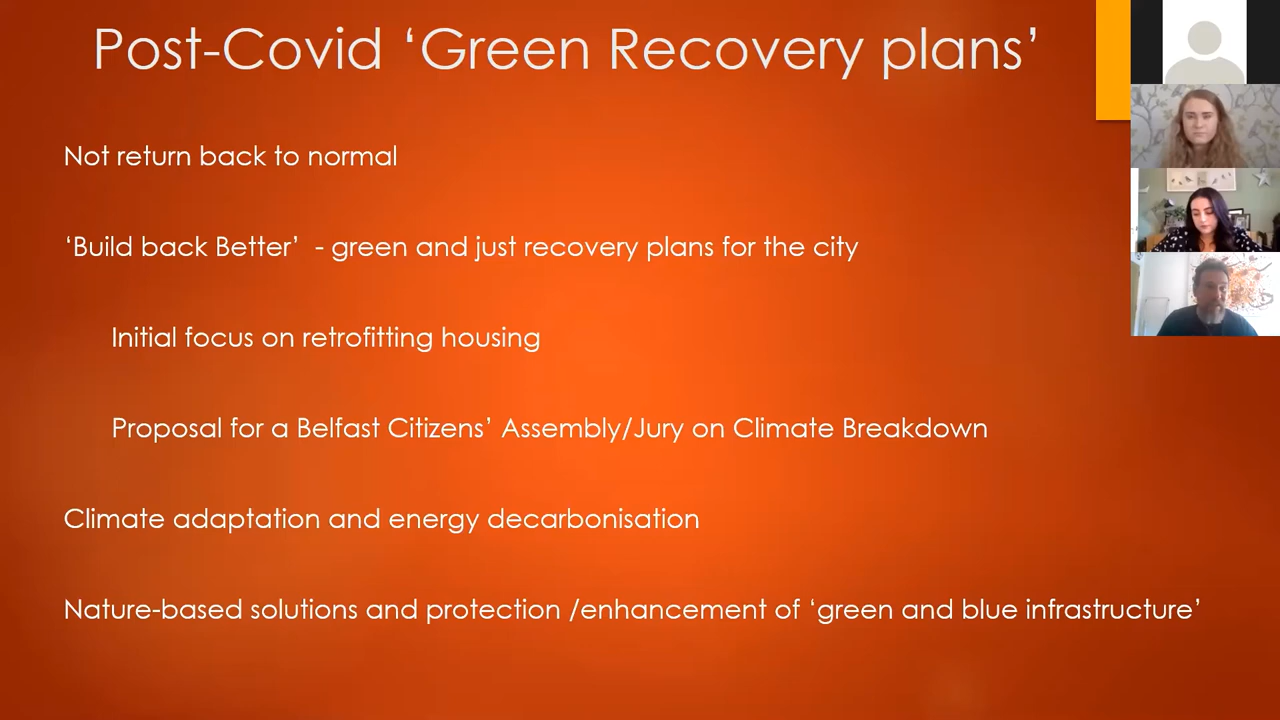 Post-Covid ‘Green Recovery plans’
Not return back to normal
‘Build back Better’ - green and just recovery plans for the city
Initial focus on retrofitting housing
Proposal for a Belfast Citizens’ Assembly/Jury on Climate Breakdown
Climate adaptation and energy decarbonisation
Nature-based solutions and protection /enhancement of ‘green and blue infrastructure’